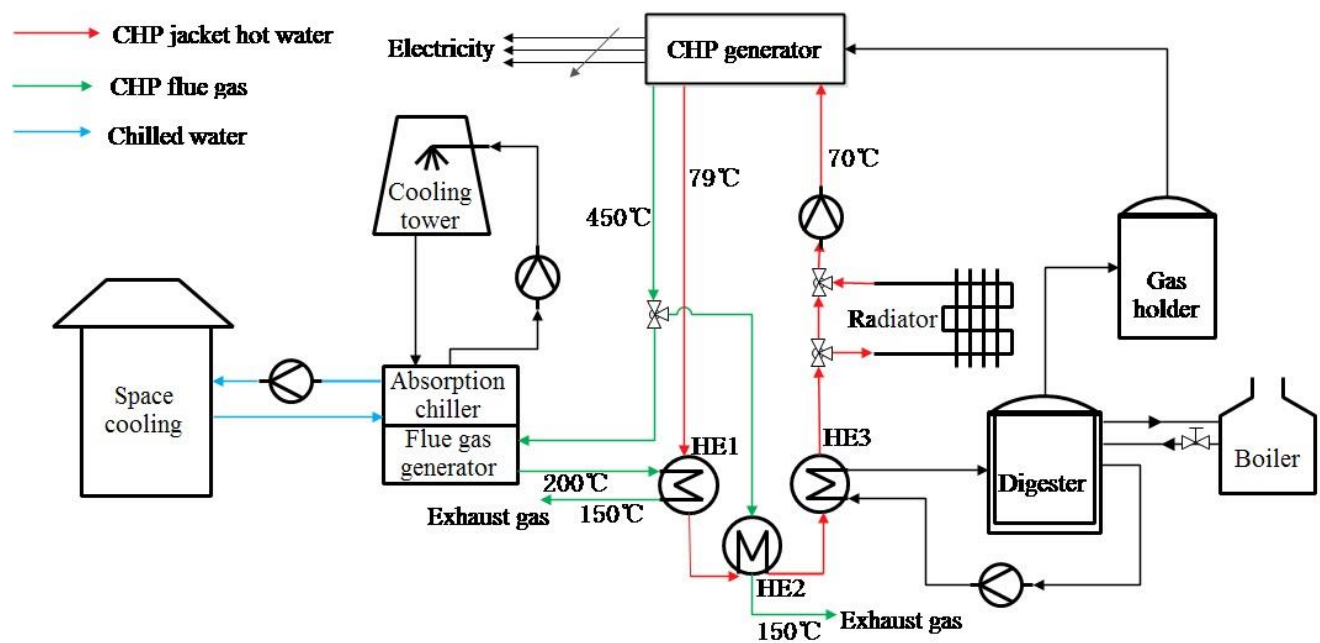 CHP jacket hot water
CHP flue gas
Chilled water
Electricity
CHP generator
Cooling
tower
450℃
79℃
70℃
Radiator
Gas
holder
Space
cooling
Absorption
chiller
Flue gas
generator
200℃
150℃
Exhaust gas
HE1
HE2
150℃
Exhaust gas
HE3
Digester
Boiler